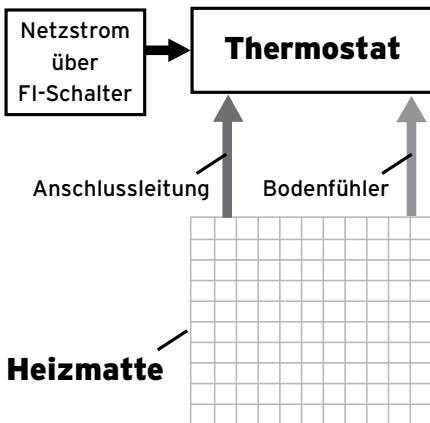 Netzstrom
über
FI-Schalter
Thermostat
Anschlussleitung
Bodenfühler
Heizmatte